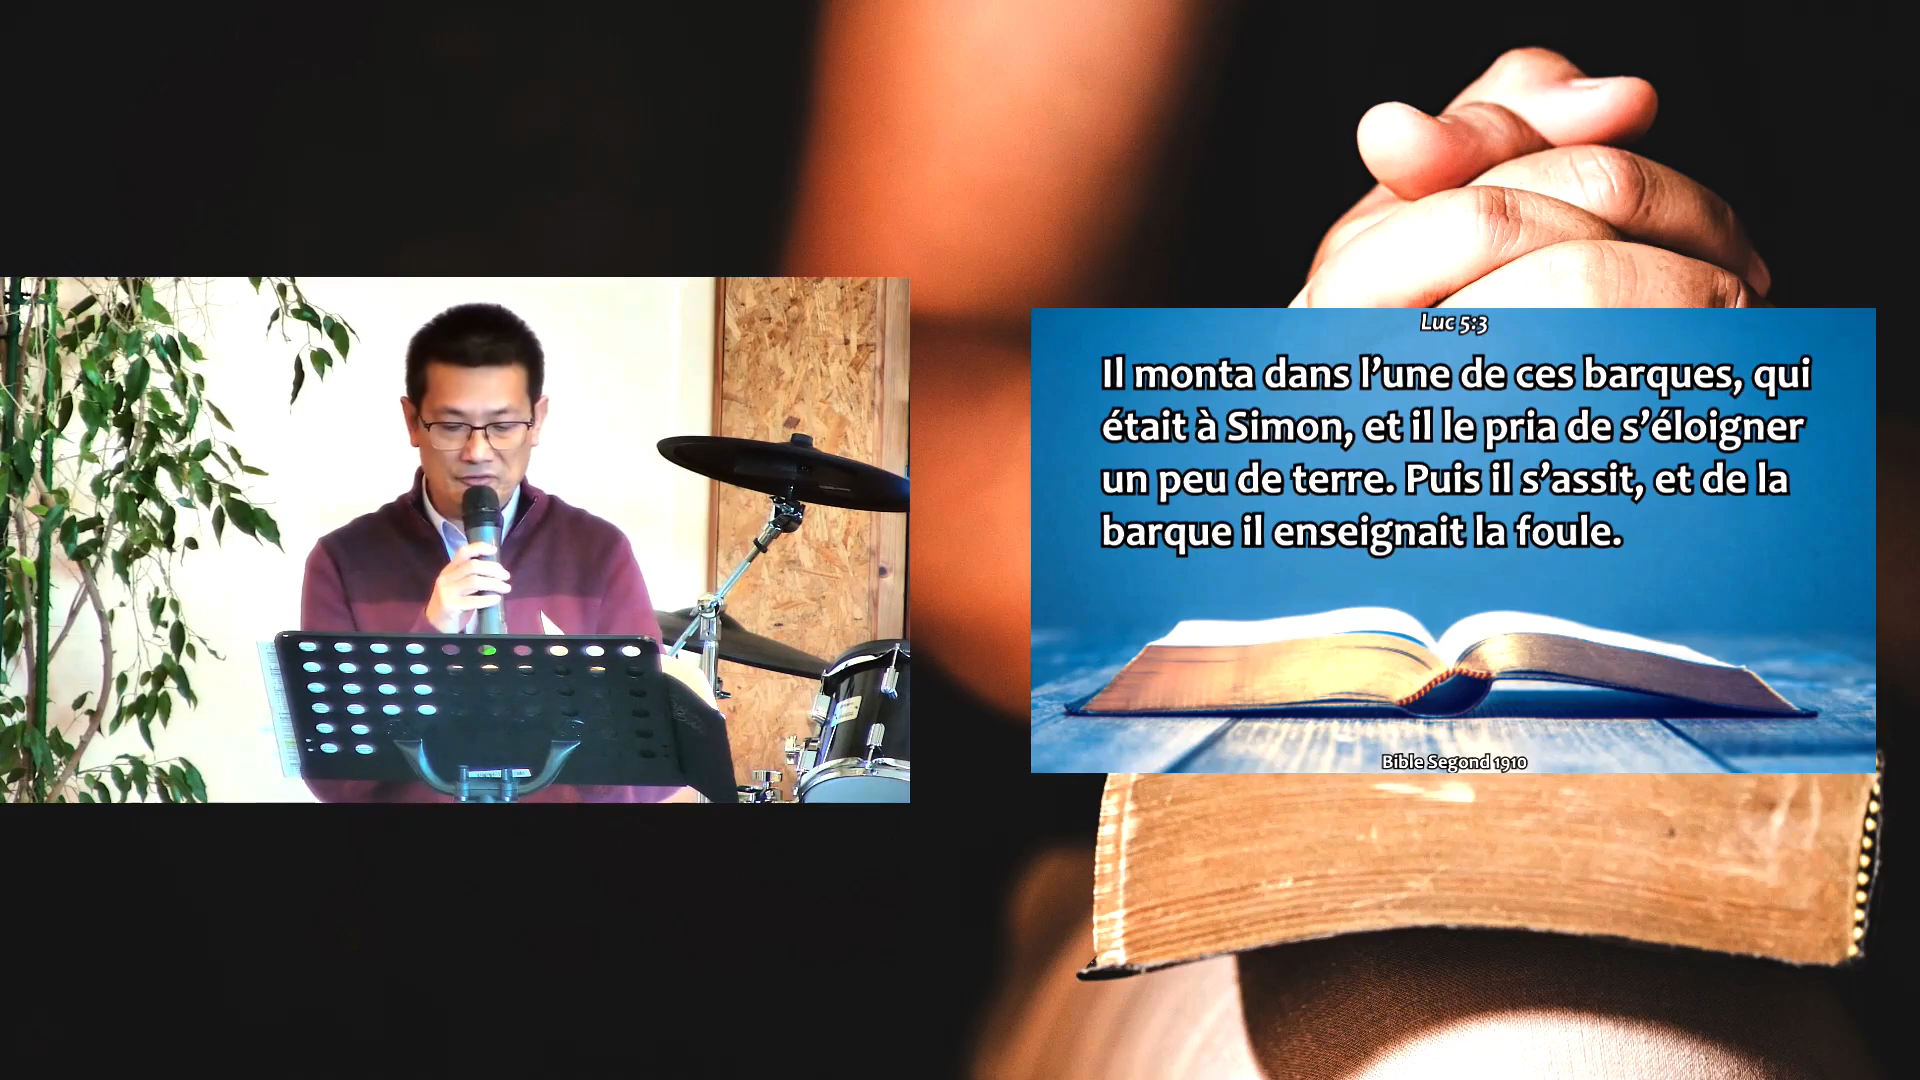 Luc 5:3
Il monta dans l’une de ces barques, qui
était à Simon, et il le pria de s’éloigner
un peu de terre. Puis il s’assit, et de la
barque il enseignait la foule.
Bible Segond 1910